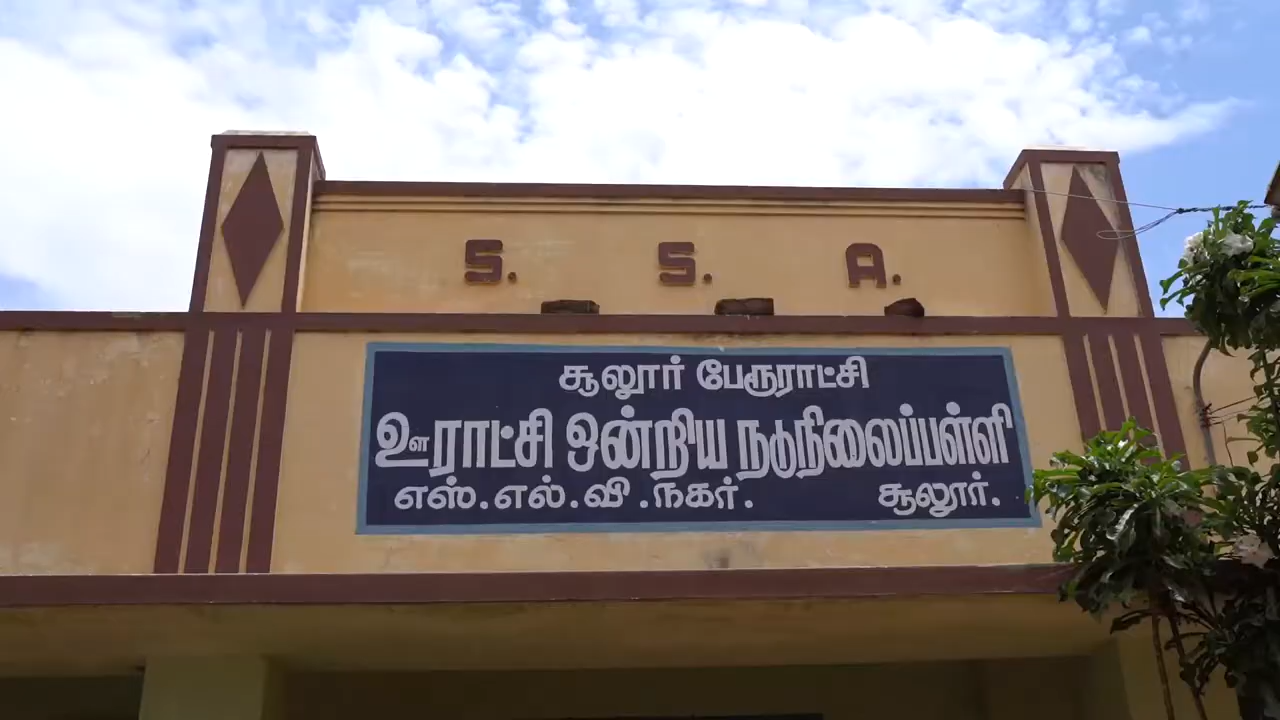 S. S. A.
சூலூர் பேரூராட்சி
ஊராட்சி ஒன்றிய நடுநிலைப்பள்ளி
எஸ்.எல்.வி.நகர். சூலூர்.